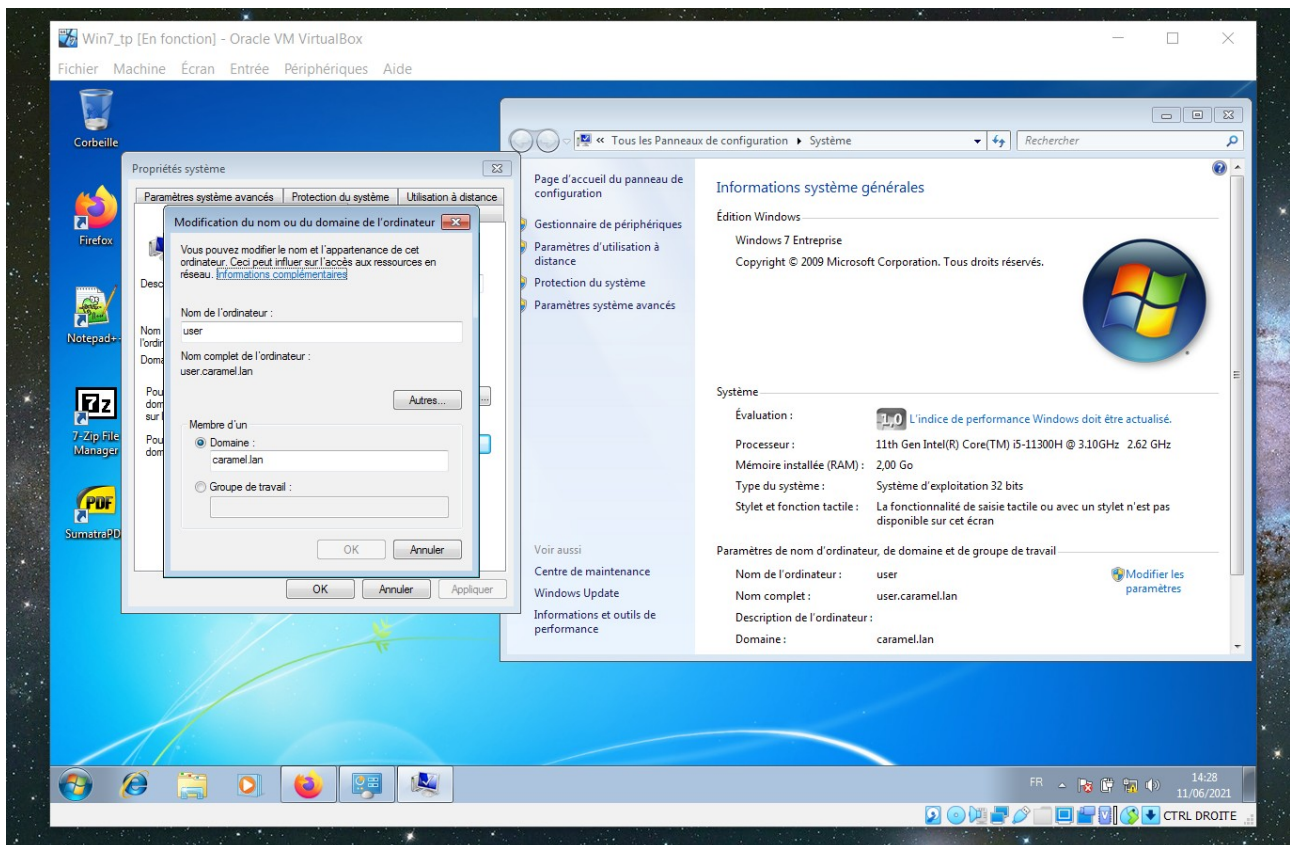 Win7_tp [En fonction] - Oracle VM VirtualBox
Fichier Machine Écran Entrée Périphériques Aide
Corbeille
Firefox
Notepad+
7-Zip File
Manager
PDF
SumatraPD
Propriétés système
Paramètres système avancés Protection du système Utilisation à distance
Desc
Nom
l'ordin
Doma
Pou
dom
sur l
Pou
dom
OK Annuler Appliquer
Modification du nom ou du domaine de l'ordinateur
Vous pouvez modifier le nom et l'appartenance de cet
ordinateur. Ceci peut influer sur l'accès aux ressources en
réseau. Informations complémentaires
Nom de l'ordinateur :
user
Nom complet de l'ordinateur :
user.caramel.lan
Autres...
Membre d'un
Domaine :
caramel.lan
Groupe de travail :
OK Annuler
« Tous les Panneaux de configuration Système Rechercher
Page d'accueil du panneau de
configuration
Gestionnaire de périphériques
Paramètres d'utilisation à
distance
Protection du système
Paramètres système avancés
Voir aussi
Centre de maintenance
Windows Update
Informations et outils de
performance
Informations système générales
Édition Windows
Windows 7 Entreprise
Copyright © 2009 Microsoft Corporation. Tous droits réservés.
Système
Évaluation : 1,0 L'indice de performance Windows doit être actualisé.
Processeur : 11th Gen Intel(R) Core(TM) i5-11300H @ 3.10GHz 2.62 GHz
Mémoire installée (RAM) : 2,00 Go
Type du système : Système d'exploitation 32 bits
Stylet et fonction tactile : La fonctionnalité de saisie tactile ou avec un stylet n'est pas
disponible sur cet écran
Paramètres de nom d'ordinateur, de domaine et de groupe de travail
Nom de l'ordinateur : user Modifier les
paramètres
Nom complet : user.caramel.lan
Description de l'ordinateur :
Domaine : caramel.lan
FR
14:28
11/06/2021
CTRL DROITE